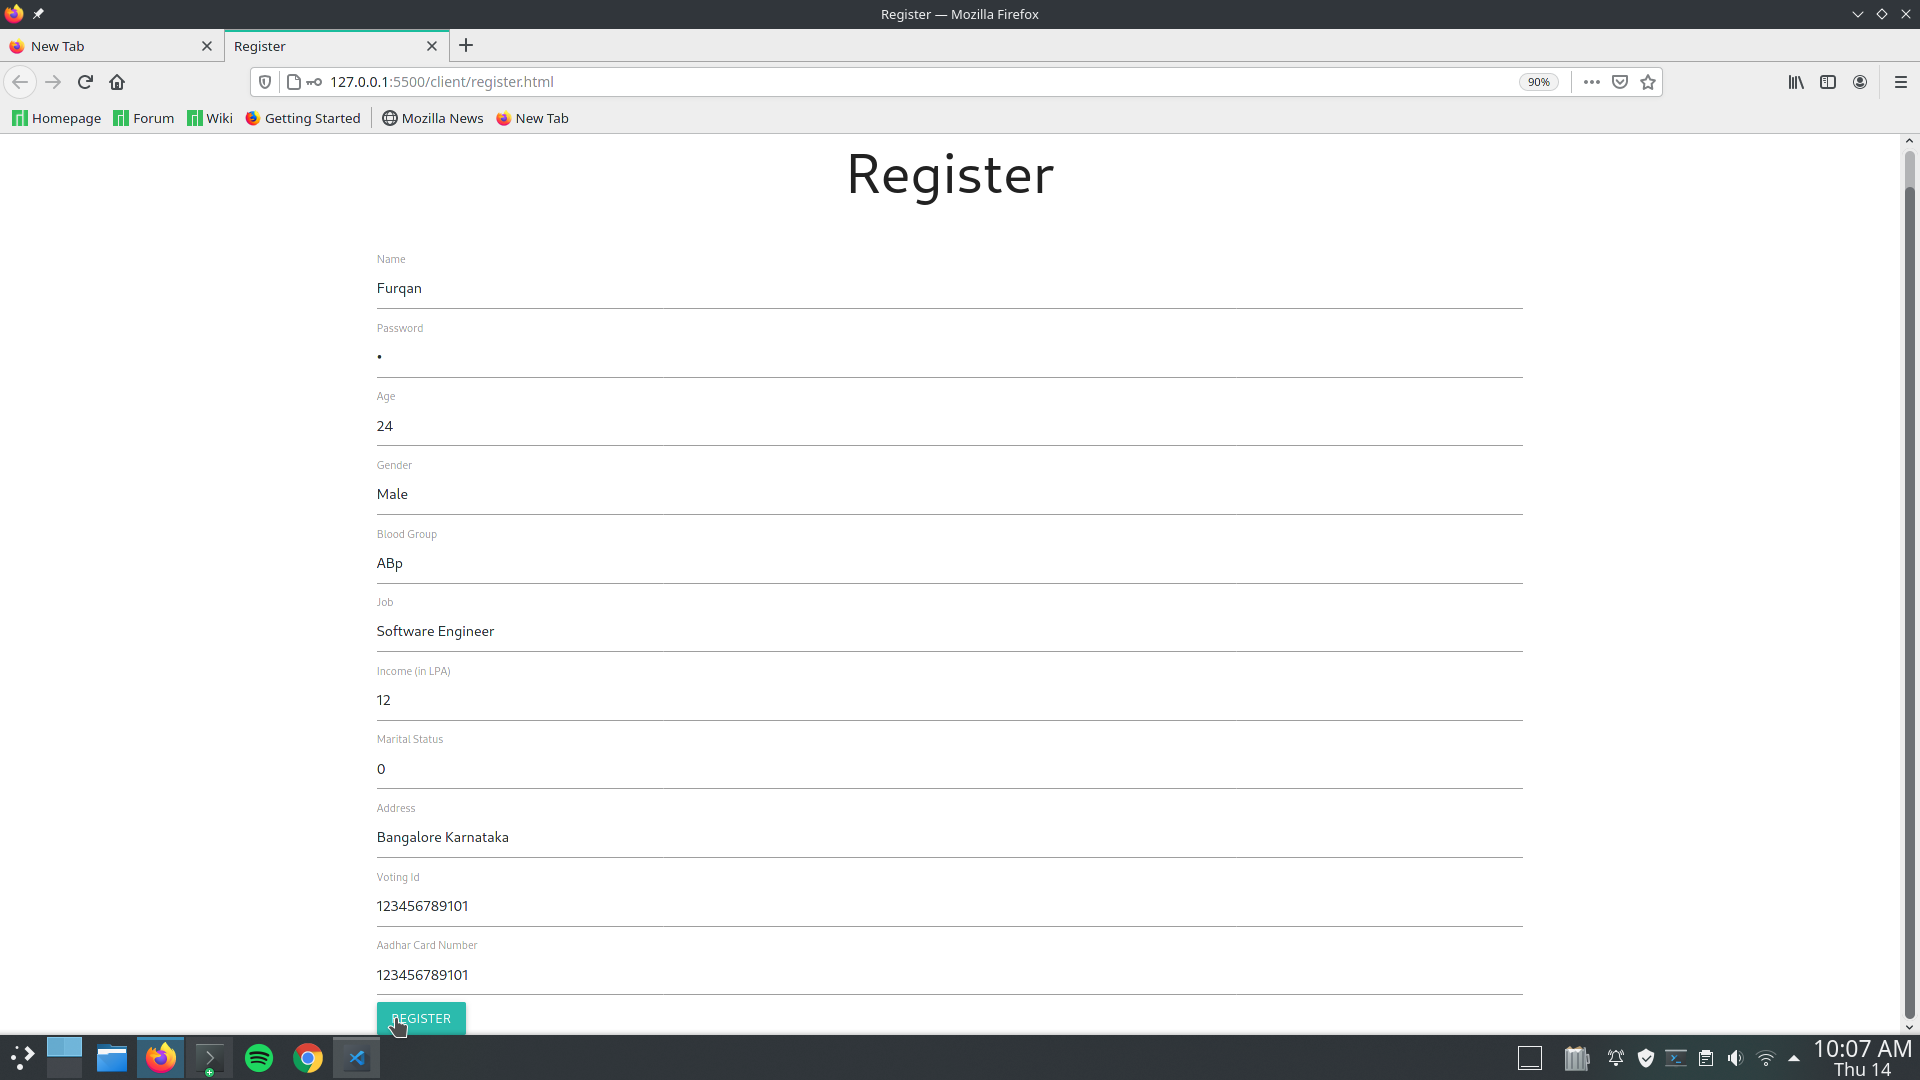 Register — Mozilla Firefox
New Tab
Register
127.0.0.1:5500/client/register.html
90%
Homepage
Forum
Wiki
Getting Started
Mozilla News
New Tab
Register
Name
Furqan
Password
•
Age
24
Gender
Male
Blood Group
ABp
Job
Software Engineer
Income (in LPA)
12
Marital Status
0
Address
Bangalore Karnataka
Voting Id
123456789101
Aadhar Card Number
123456789101
REGISTER
10:07 AM
Thu 14